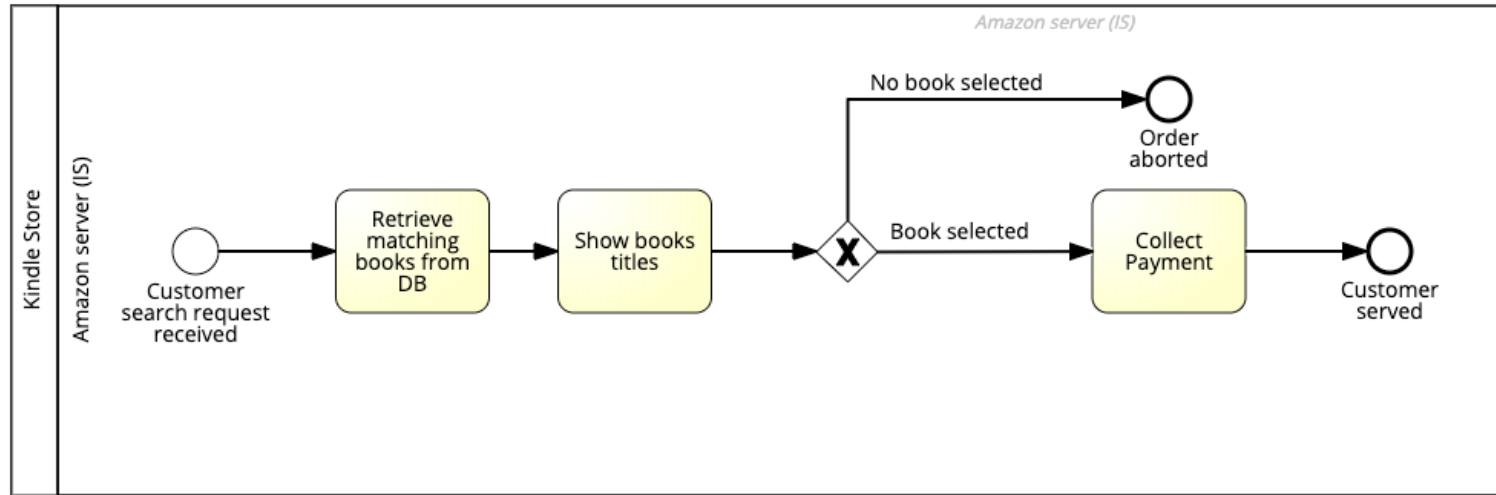 Kindle Store
Amazon server (IS)
Amazon server (IS)
Customer
search request
received
Retrieve
matching
books from
DB
Show books
titles
X
No book selected
Order
aborted
Book selected
Collect
Payment
Customer
served